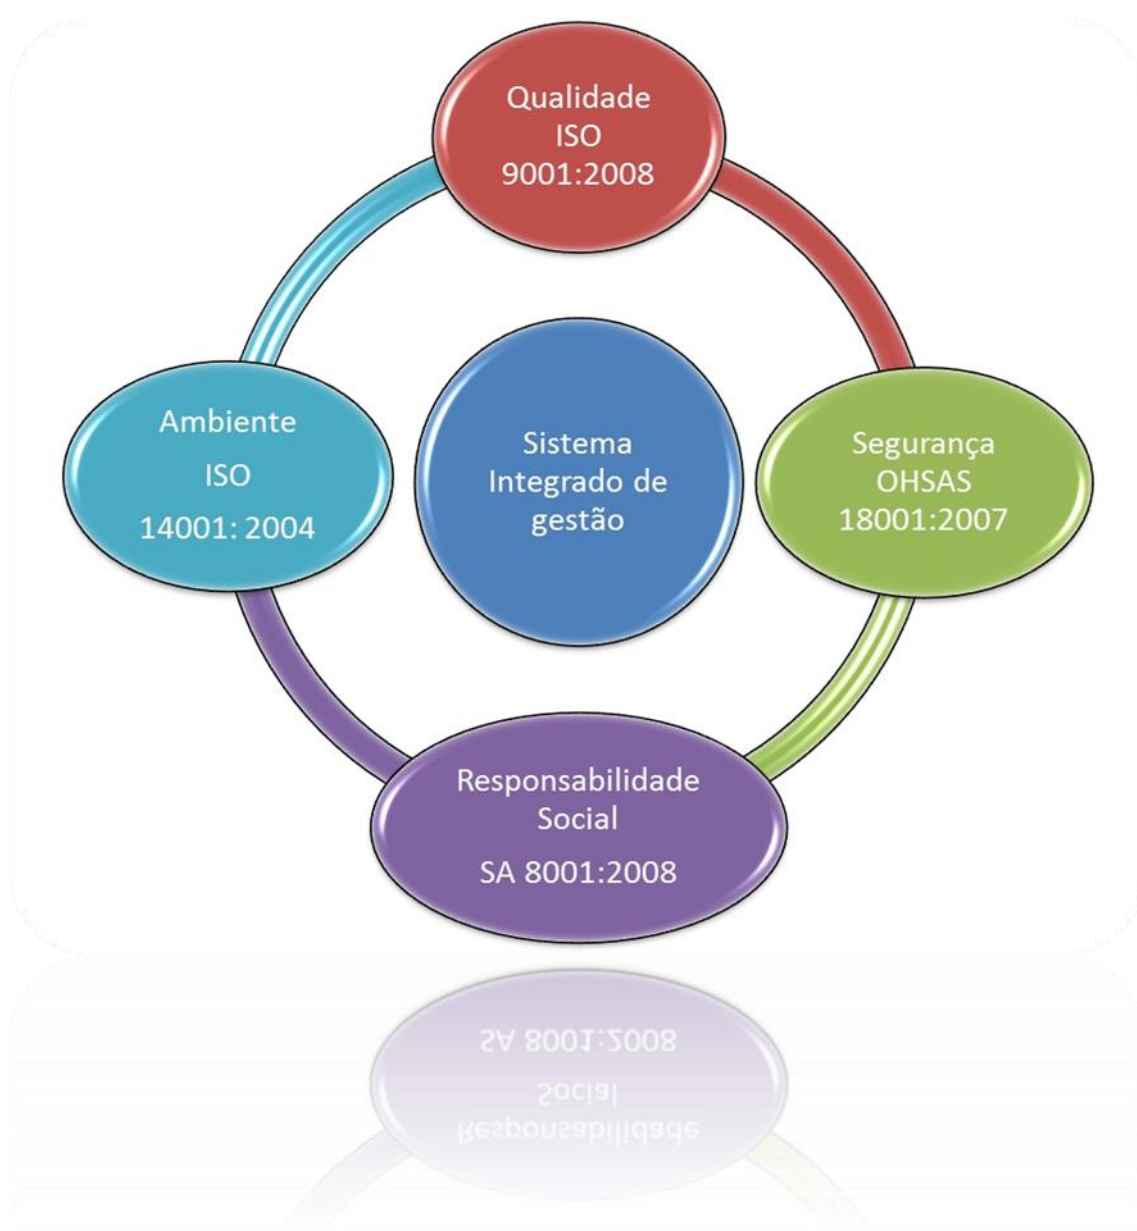 Qualidade
ISO
9001:2008
Ambiente
ISO
14001: 2004
Sistema
Integrado de
gestão
Segurança
OHSAS
18001:2007
Responsabilidade
Social
SA 8001:2008